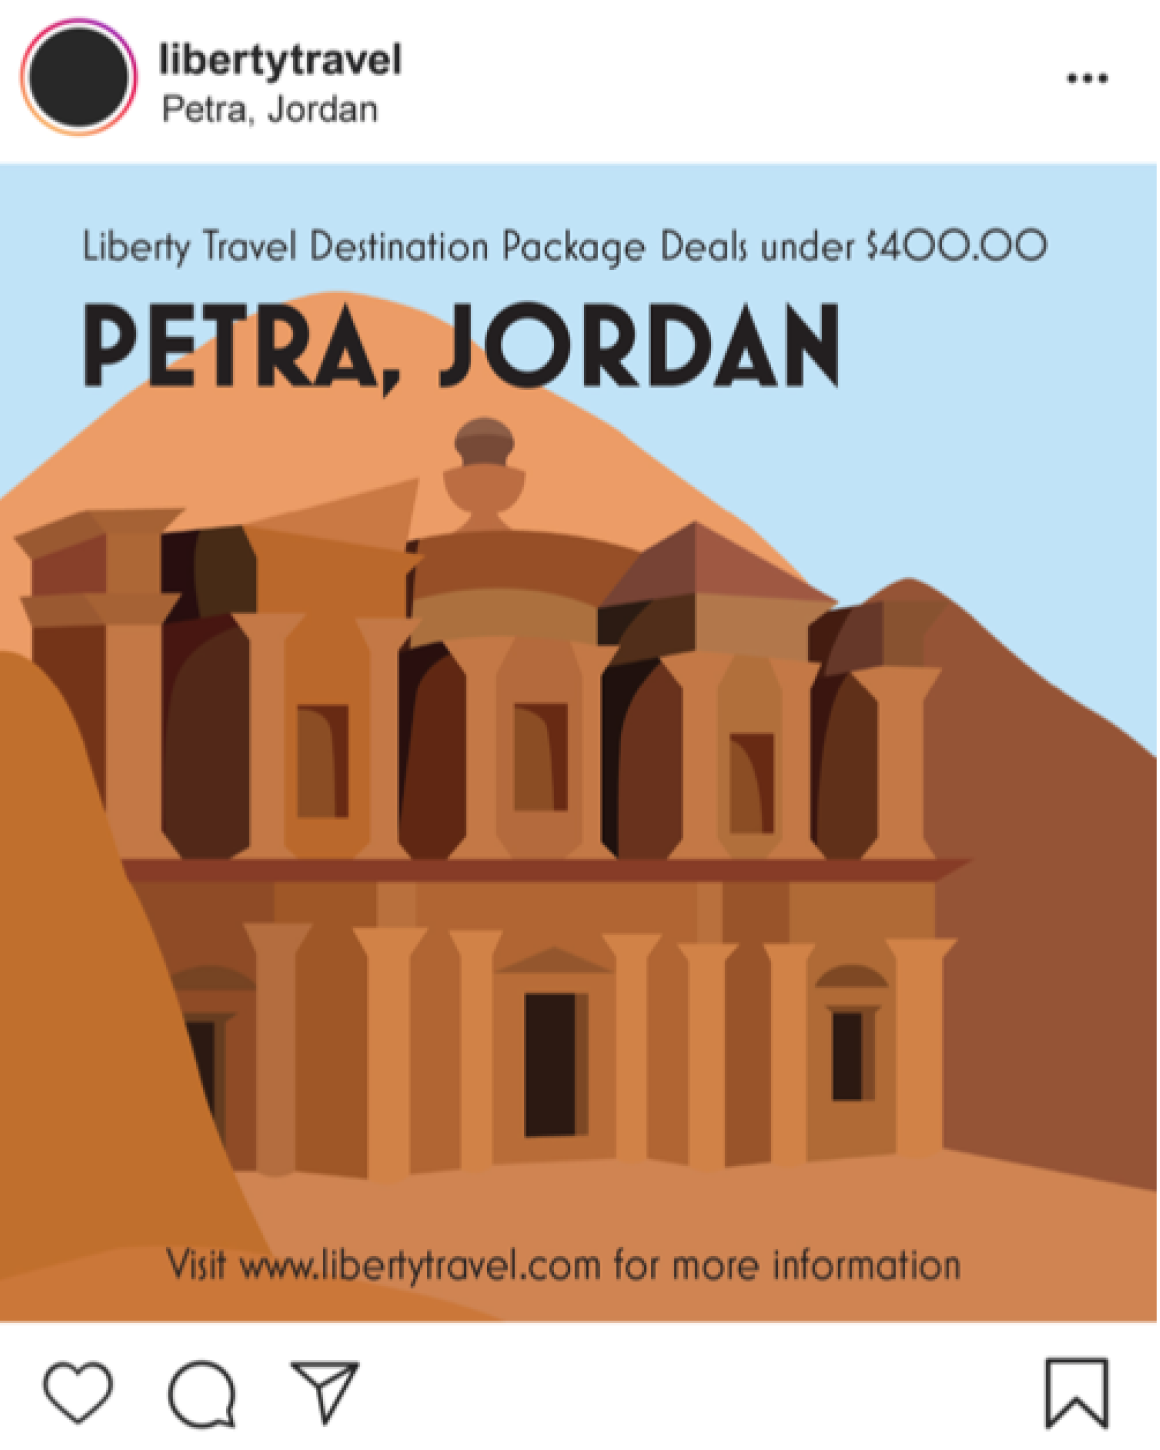 libertytravel
Petra, Jordan
Liberty Travel Destination Package Deals under $400.00
PETRA, JORDAN
Visit www.libertytravel.com for more information